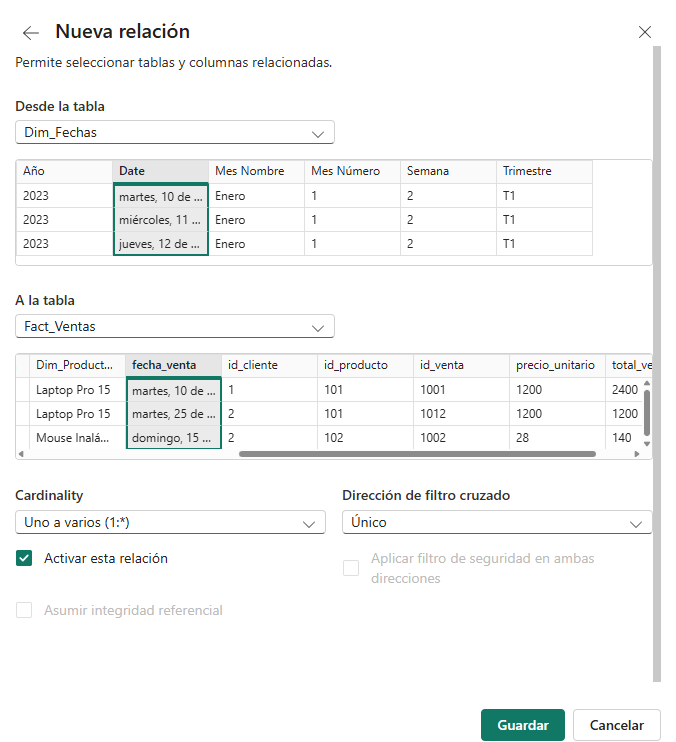 Nueva relación
Permite seleccionar tablas y columnas relacionadas.
Desde la tabla
Dim_Fechas
Año Date Mes Nombre Mes Número Semana Trimestre
2023 martes, 10 de ... Enero 1 2 T1
2023 miércoles, 11 ... Enero 1 2 T1
2023 jueves, 12 de ... Enero 1 2 T1
A la tabla
Fact_Ventas
Dim_Product... fecha_venta id_cliente id_producto id_venta precio_unitario total_ve
Laptop Pro 15 martes, 10 de ... 1 101 1001 1200 2400
Laptop Pro 15 martes, 25 de ... 2 101 1012 1200 1200
Mouse Inalá... domingo, 15 ... 2 102 1002 28 140
Cardinality Dirección de filtro cruzado
Uno a varios (1:*) Único
Activar esta relación Aplicar filtro de seguridad en ambas
direcciones
Asumir integridad referencial
Guardar Cancelar